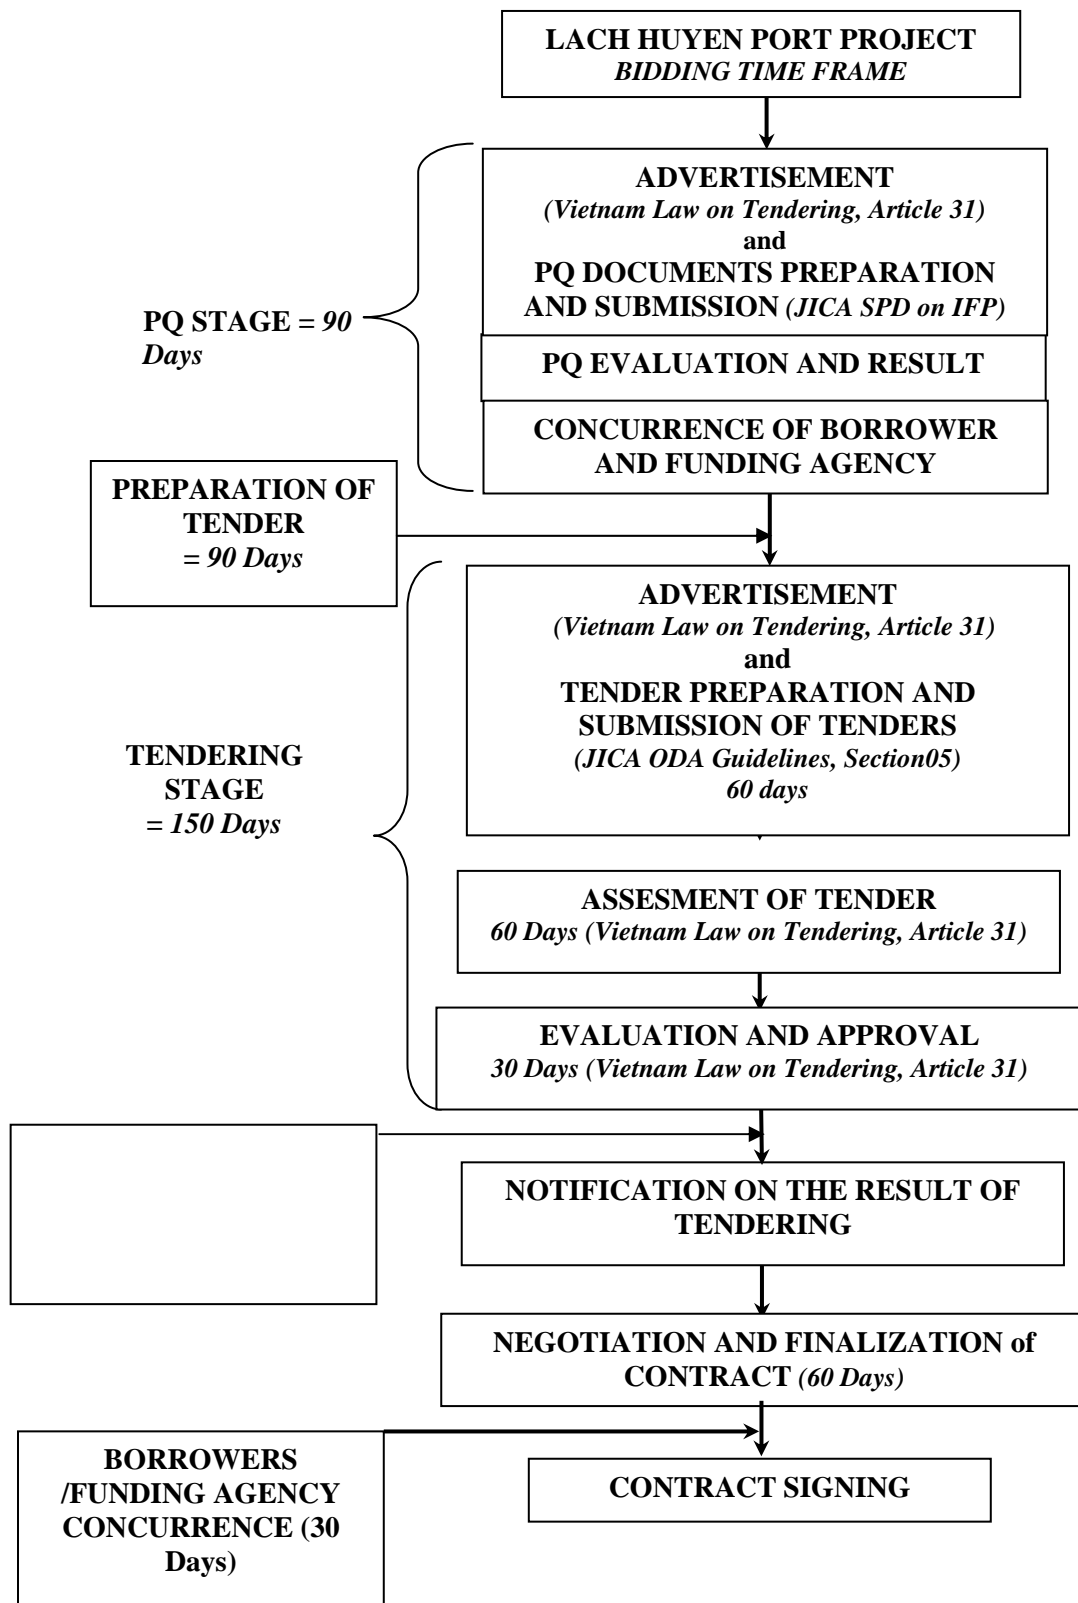 LACH HUYEN PORT PROJECT
BIDDING TIME FRAME
ADVERTISEMENT
(Vietnam Law on Tendering, Article 31)
and
PQ DOCUMENTS PREPARATION
AND SUBMISSION (JICA SPD on IFP)
PQ STAGE = 90
Days
PQ EVALUATION AND RESULT
CONCURRENCE OF BORROWER
AND FUNDING AGENCY
PREPARATION OF
TENDER
= 90 Days
ADVERTISEMENT
(Vietnam Law on Tendering, Article 31)
and
TENDER PREPARATION AND
SUBMISSION OF TENDERS
(JICA ODA Guidelines, Section05)
60 days
TENDERING
STAGE
= 150 Days
ASSESMENT OF TENDER
60 Days (Vietnam Law on Tendering, Article 31)
EVALUATION AND APPROVAL
30 Days (Vietnam Law on Tendering, Article 31)
NOTIFICATION ON THE RESULT OF
TENDERING
NEGOTIATION AND FINALIZATION of
CONTRACT (60 Days)
BORROWERS
/FUNDING AGENCY
CONCURRENCE (30
Days)
CONTRACT SIGNING